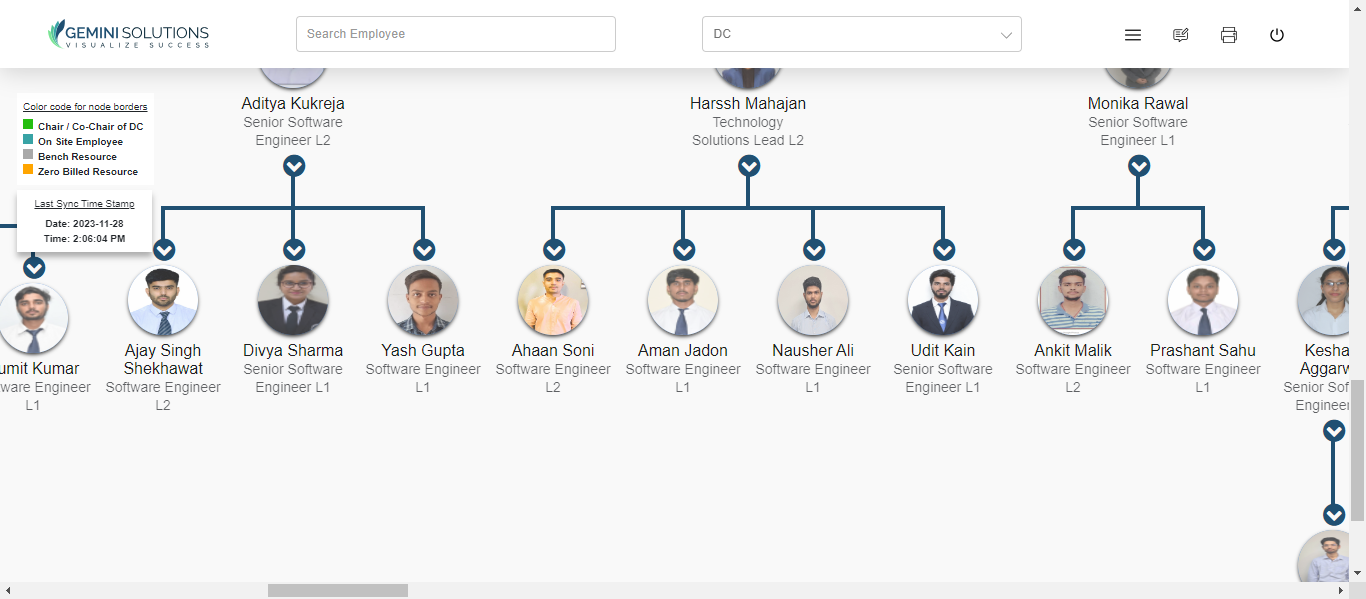 GEMINI SOLUTIONS
VISUALIZE SUCCESS
Search Employee
DC
Color code for node borders
Chair / Co-Chair of DC
On Site Employee
Bench Resource
Zero Billed Resource
Last Sync Time Stamp
Date: 2023-11-28
Time: 2:06:04 PM
Aditya Kukreja
Senior Software
Engineer L2
Harssh Mahajan
Technology
Solutions Lead L2
Monika Rawal
Senior Software
Engineer L1
umit Kumar
ware Engineer
L1
Ajay Singh
Shekhawat
Software Engineer
L2
Divya Sharma
Senior Software
Engineer L1
Yash Gupta
Software Engineer
L1
Ahaan Soni
Software Engineer
L2
Aman Jadon
Software Engineer
L1
Nausher Ali
Software Engineer
L1
Udit Kain
Senior Software
Engineer L1
Ankit Malik
Software Engineer
L2
Prashant Sahu
Software Engineer
L1
Kesha
Aggarw
Senior Sof
Engineer